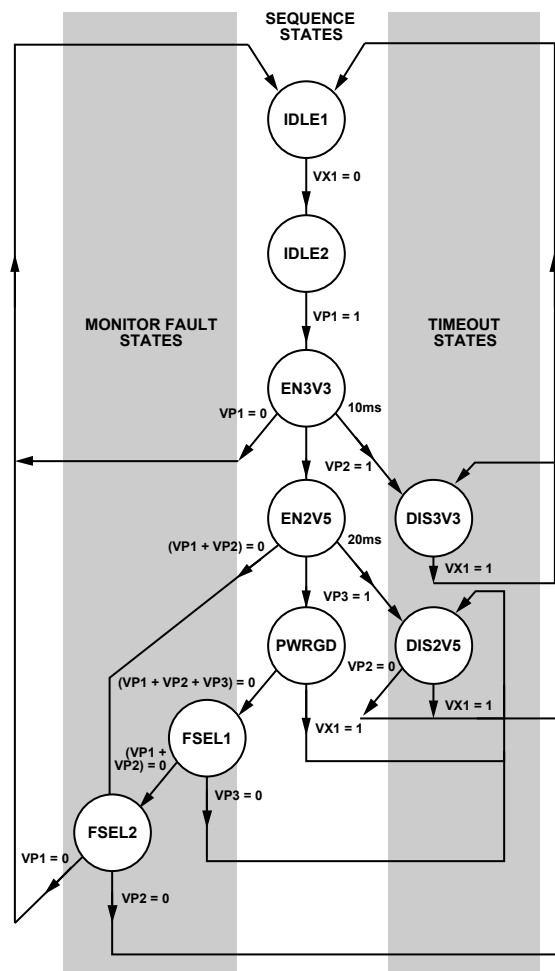 SEQUENCE
STATES
IDLE1
VX1 = 0
IDLE2
VP1 = 1
MONITOR FAULT
STATES
TIMEOUT
STATES
EN3V3
VP1 = 0
10ms
VP2 = 1
EN2V5
DIS3V3
(VP1 + VP2) = 0
20ms
VX1 = 1
VP3 = 1
PWRGD
DIS2V5
VP2 = 0
(VP1 + VP2 + VP3) = 0
VX1 = 1
VX1 = 1
FSEL1
(VP1 +
VP2) = 0
VP3 = 0
FSEL2
VP1 = 0
VP2 = 0